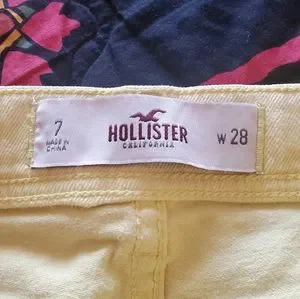 7
MADE IN
CHINA
HOLLISTER
CALIFORNIA
W 28